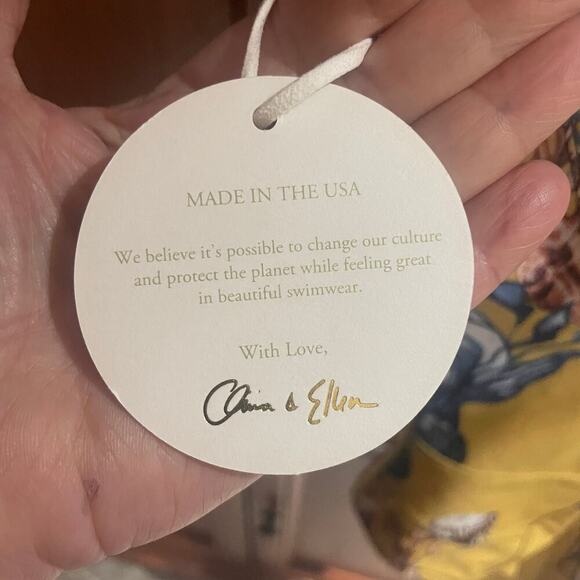 MADE IN THE USA
We believe it's possible to change our culture
and protect the planet while feeling great
in beautiful swimwear.
With Love,
& Ellen